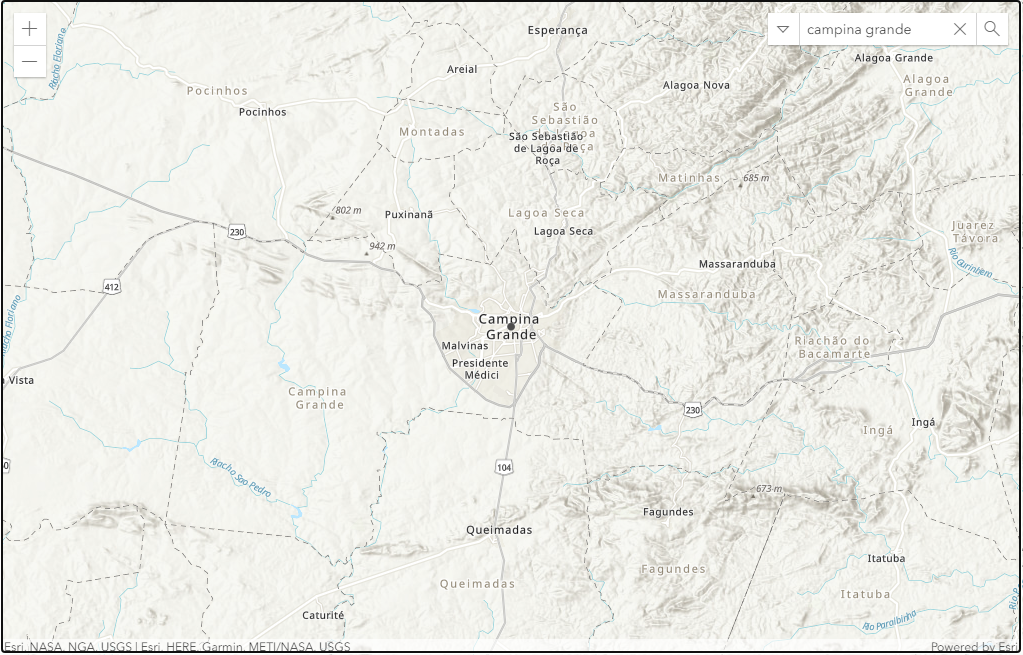 campina grande
Esperança
Alagoa Grande
Riacho Floriano
Areial
Alagoa
Grande
Alagoa Nova
Pocinhos
Pocinhos
São
Sebastião
de Lagoa
de Roça
Montadas
São Sebastião
de Lagoa de
Roça
Matinhas
685 m
802 m
Puxinanã
Lagoa Seca
Lagoa Seca
230
942 m
Juarez
Távora
Massaranduba
Rio Gurinhém
412
Massaranduba
Riacho Floriano
Campina
Grande
Malvinas
Riachão do
Bacamarte
Presidente
Médici
Vista
Campina
Grande
230
Ingá
Ingá
104
Riacho Sao Pedro
673 m
Fagundes
Queimadas
Itatuba
Fagundes
Queimadas
Itatuba
Caturité
Rio Paraibinha
Esri, NASA, NGA, USGS | Esri, HERE, Garmin, METI/NASA, USGS
Powered by Esri